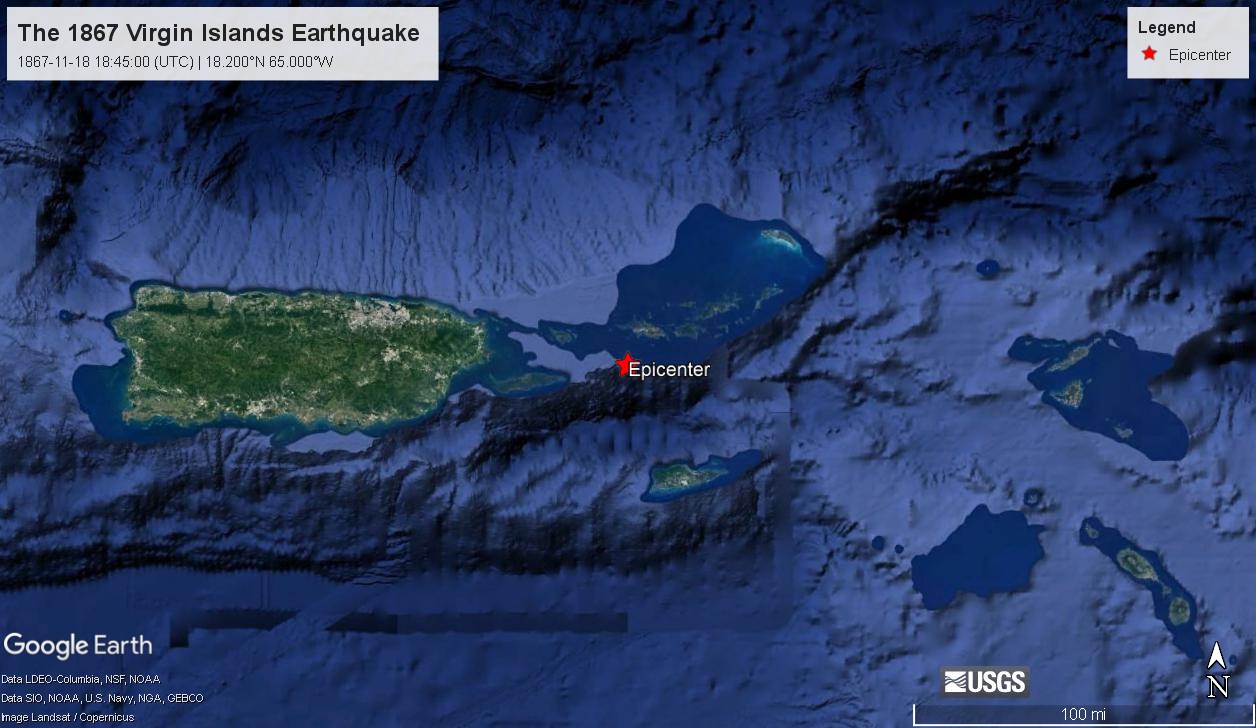 The 1867 Virgin Islands Earthquake
1867-11-18 18:45:00 (UTC) | 18.200°N 65.000°W
Legend
Epicenter
Epicenter
Google Earth
Data LDEO-Columbia, NSF, NOAA
Data SIO, NOAA, U.S. Navy, NGA, GEBCO
Image Landsat / Copernicus
USGS
N
100 mi